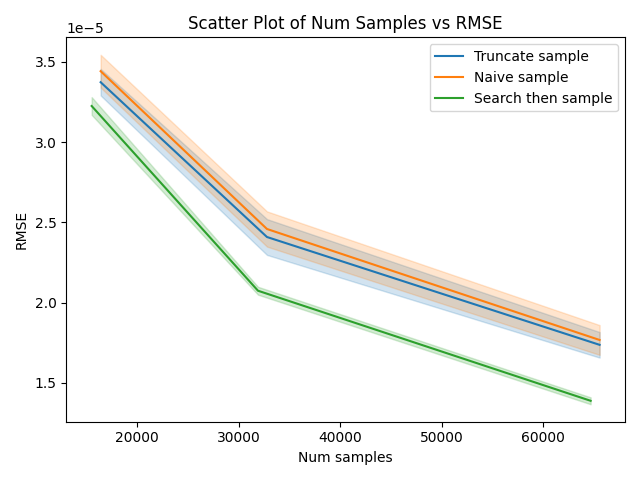 Scatter Plot of Num Samples vs RMSE
1e−5
Truncate sample
Naive sample
Search then sample
3.5
3.0
2.5
2.0
1.5
RMSE
20000 30000 40000 50000 60000
Num samples